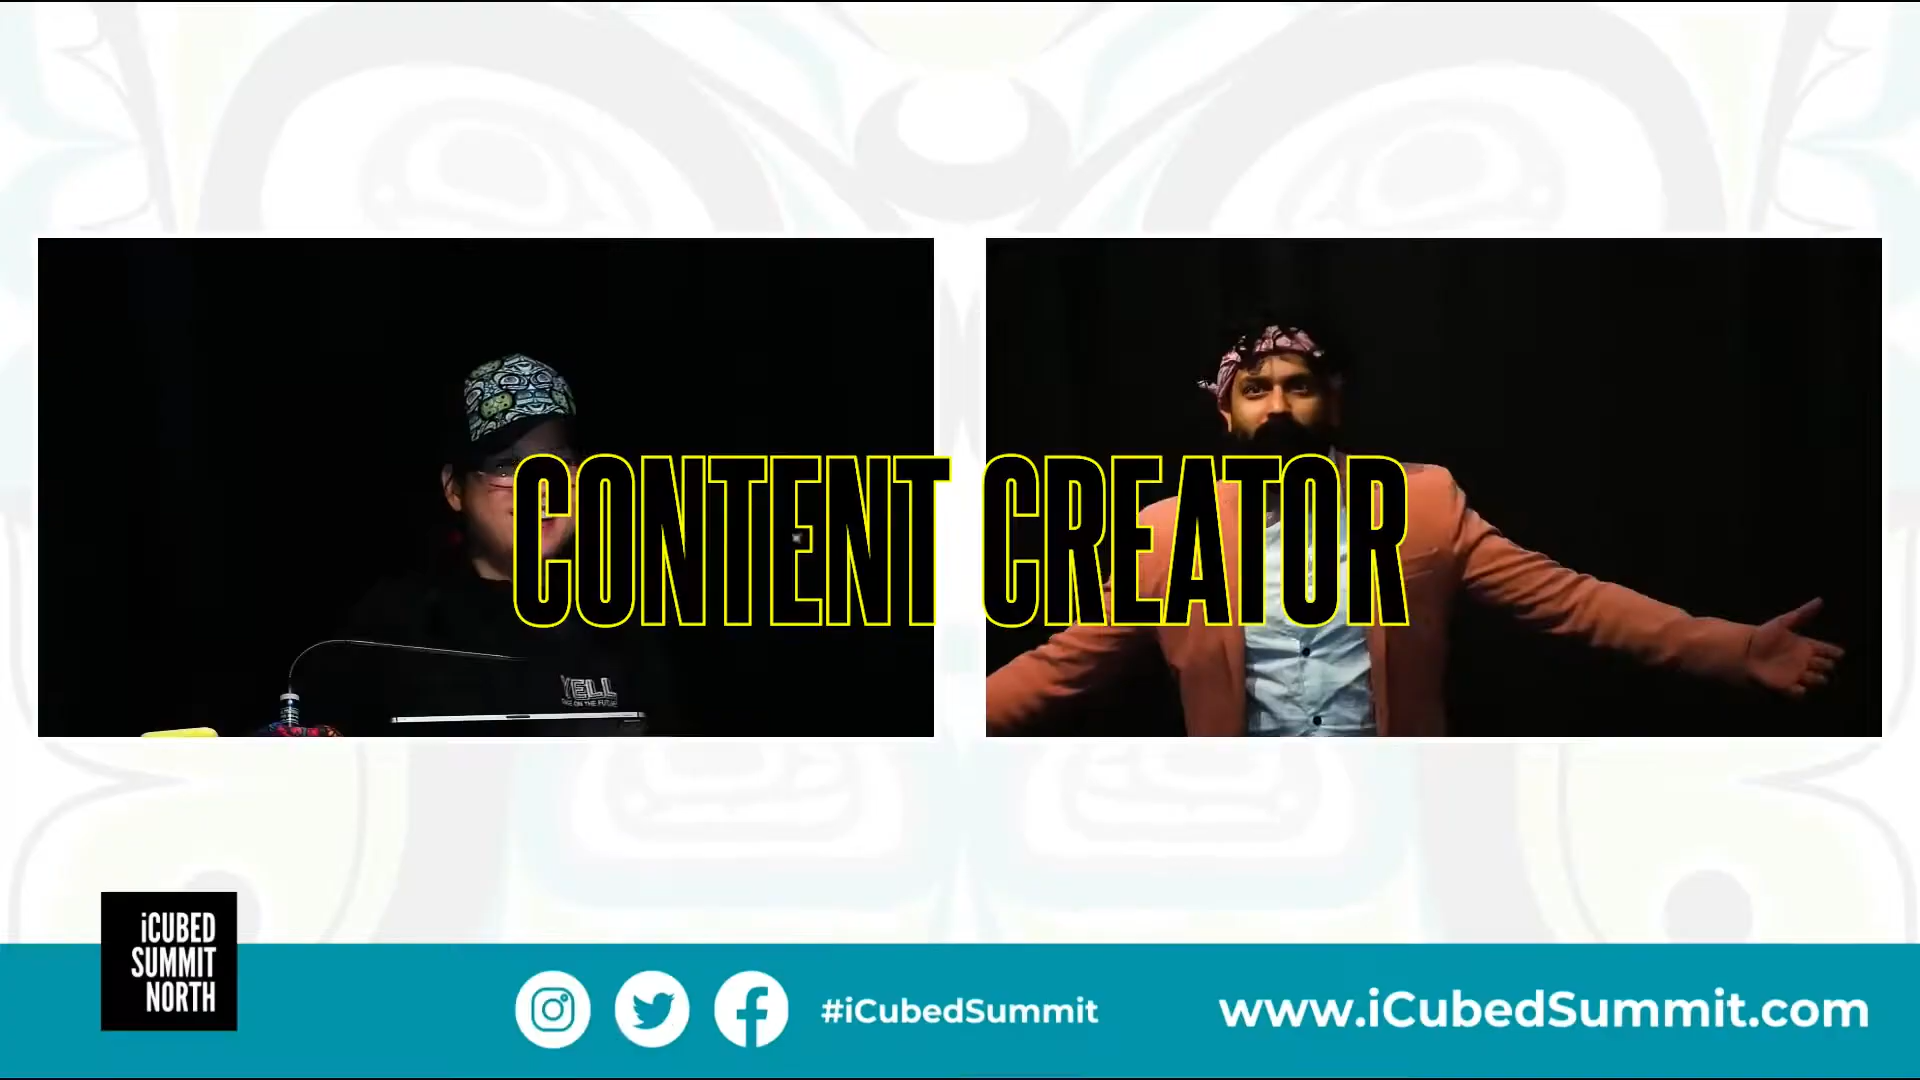 CONTENT CREATOR
YELL
iCUBED
SUMMIT
NORTH
#iCubedSummit
www.iCubedSummit.com